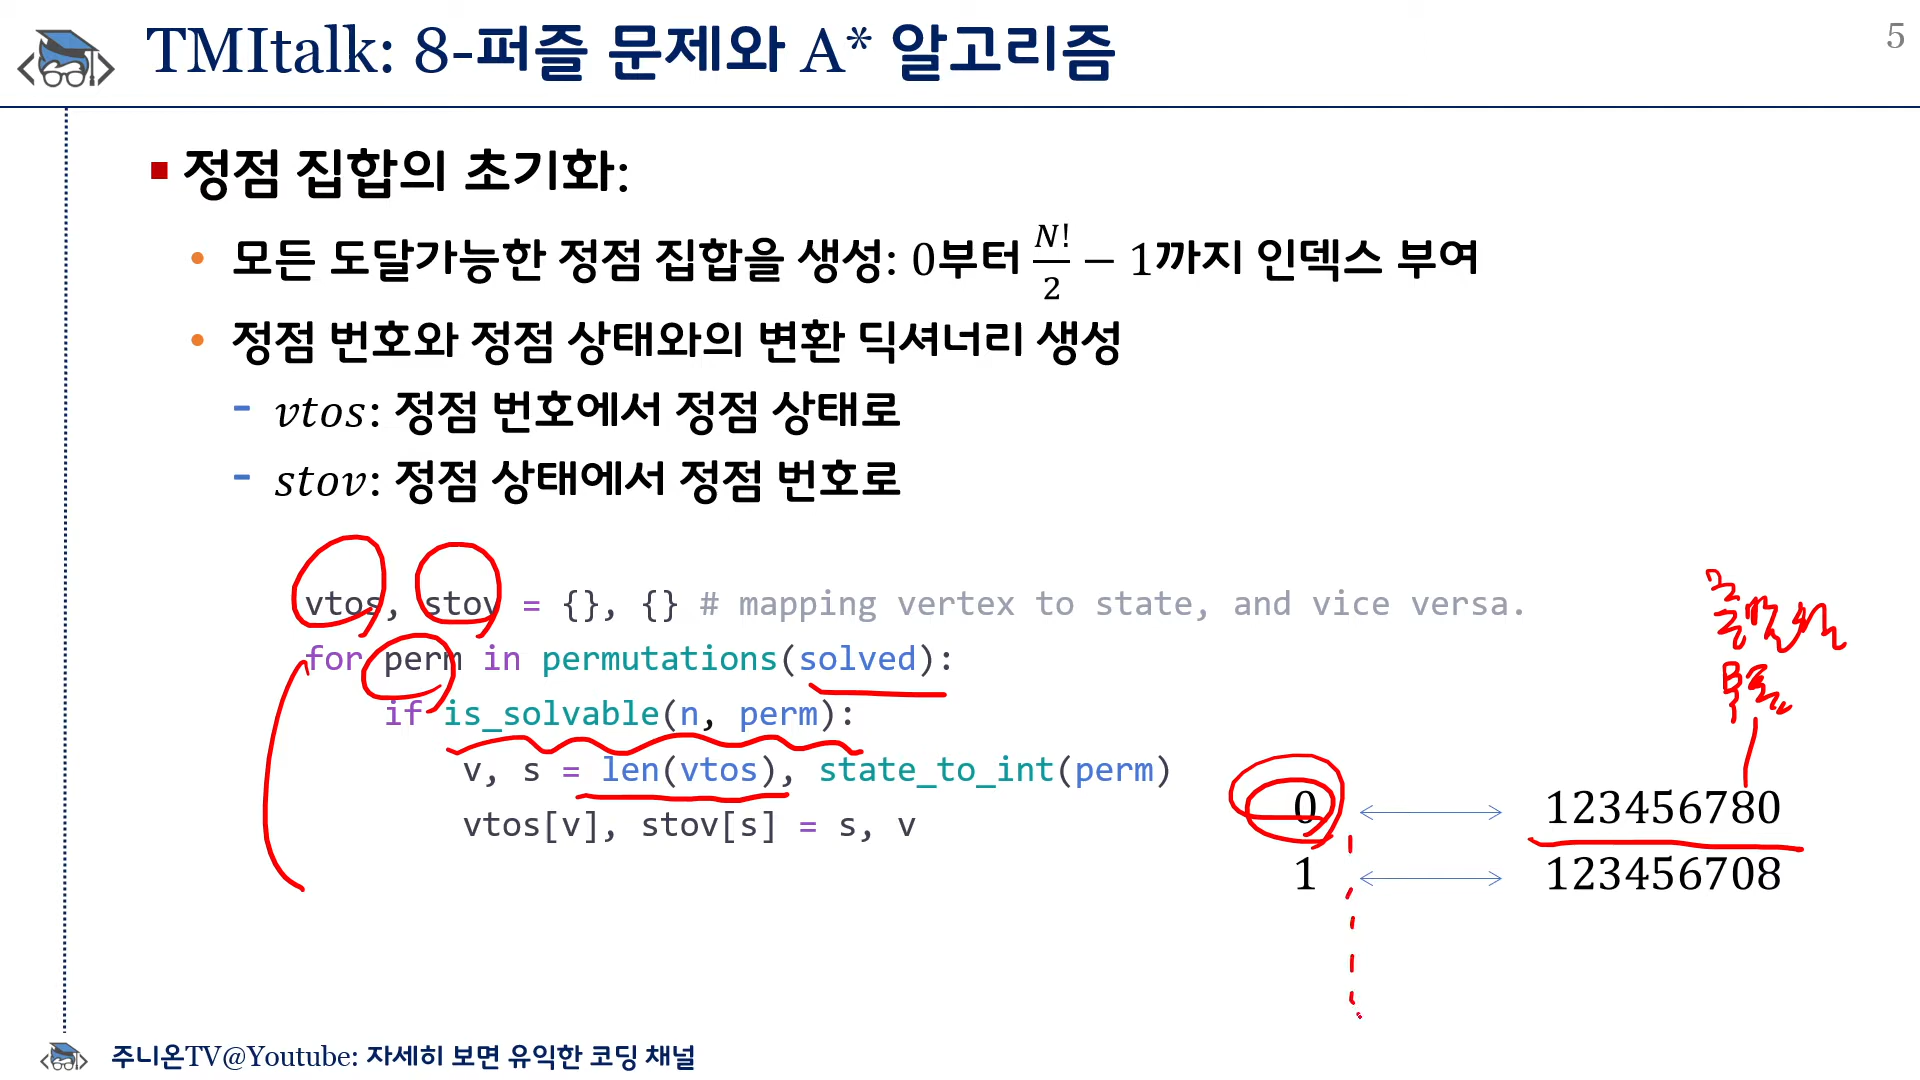 TMItalk: 8-퍼즐 문제와 A* 알고리즘
5
정점 집합의 초기화:
모든 도달가능한 정점 집합을 생성: 0부터 N!/2 − 1까지 인덱스 부여
정점 번호와 정점 상태와의 변환 딕셔너리 생성
- vtos: 정점 번호에서 정점 상태로
- stov: 정점 상태에서 정점 번호로
vtos, stov = {}, {} # mapping vertex to state, and vice versa.
for perm in permutations(solved):
if is_solvable(n, perm):
v, s = len(vtos), state_to_int(perm)
vtos[v], stov[s] = s, v
0 123456780
1 123456708
주니온TV@Youtube: 자세히 보면 유익한 코딩 채널